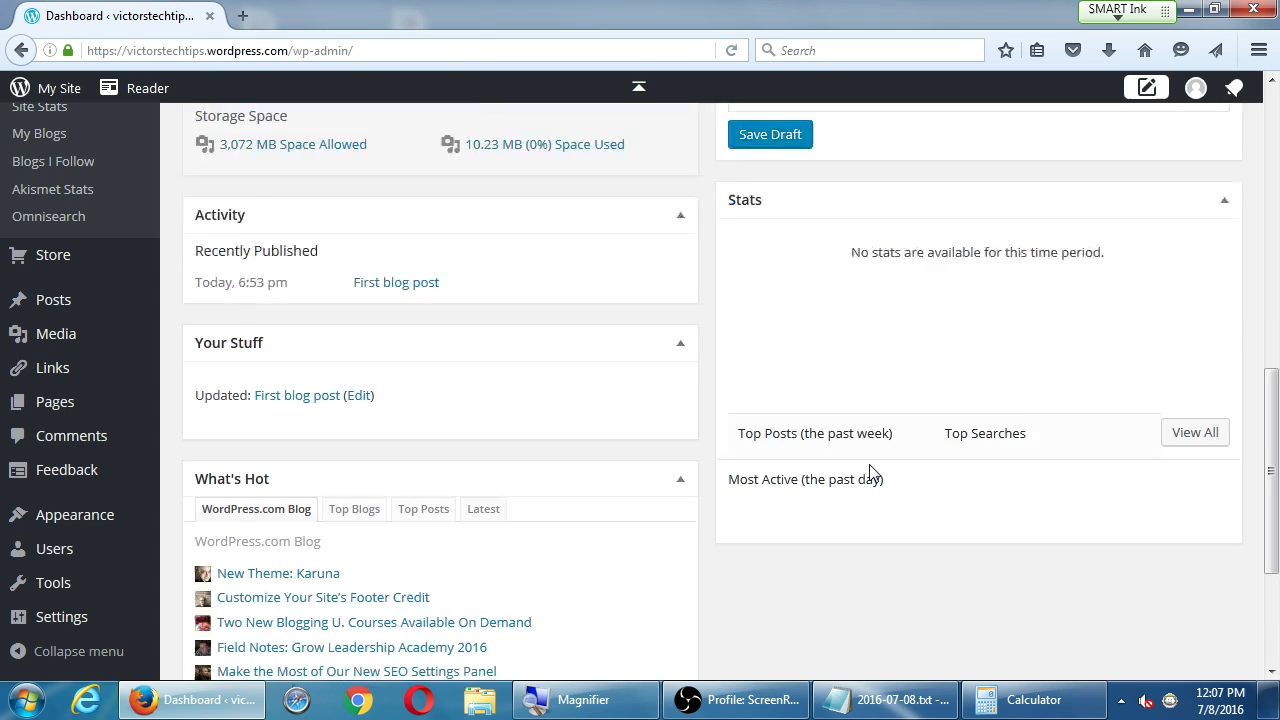 Dashboard ‹ victorstechtip...
SMART Ink
https://victorstechtips.wordpress.com/wp-admin/
Search
My Site
Reader
Site Stats
My Blogs
Blogs I Follow
Akismet Stats
Omnisearch
Store
Posts
Media
Links
Pages
Comments
Feedback
Appearance
Users
Tools
Settings
Collapse menu
Storage Space
3,072 MB Space Allowed
10.23 MB (0%) Space Used
Activity
Recently Published
Today, 6:53 pm First blog post
Your Stuff
Updated: First blog post (Edit)
What's Hot
WordPress.com Blog
Top Blogs
Top Posts
Latest
WordPress.com Blog
New Theme: Karuna
Customize Your Site's Footer Credit
Two New Blogging U. Courses Available On Demand
Field Notes: Grow Leadership Academy 2016
Make the Most of Our New SEO Settings Panel
Save Draft
Stats
No stats are available for this time period.
Top Posts (the past week)
Top Searches
View All
Most Active (the past day)
Dashboard ‹ vic...
Magnifier
Profile: ScreenR...
2016-07-08.txt -...
Calculator
12:07 PM
7/8/2016